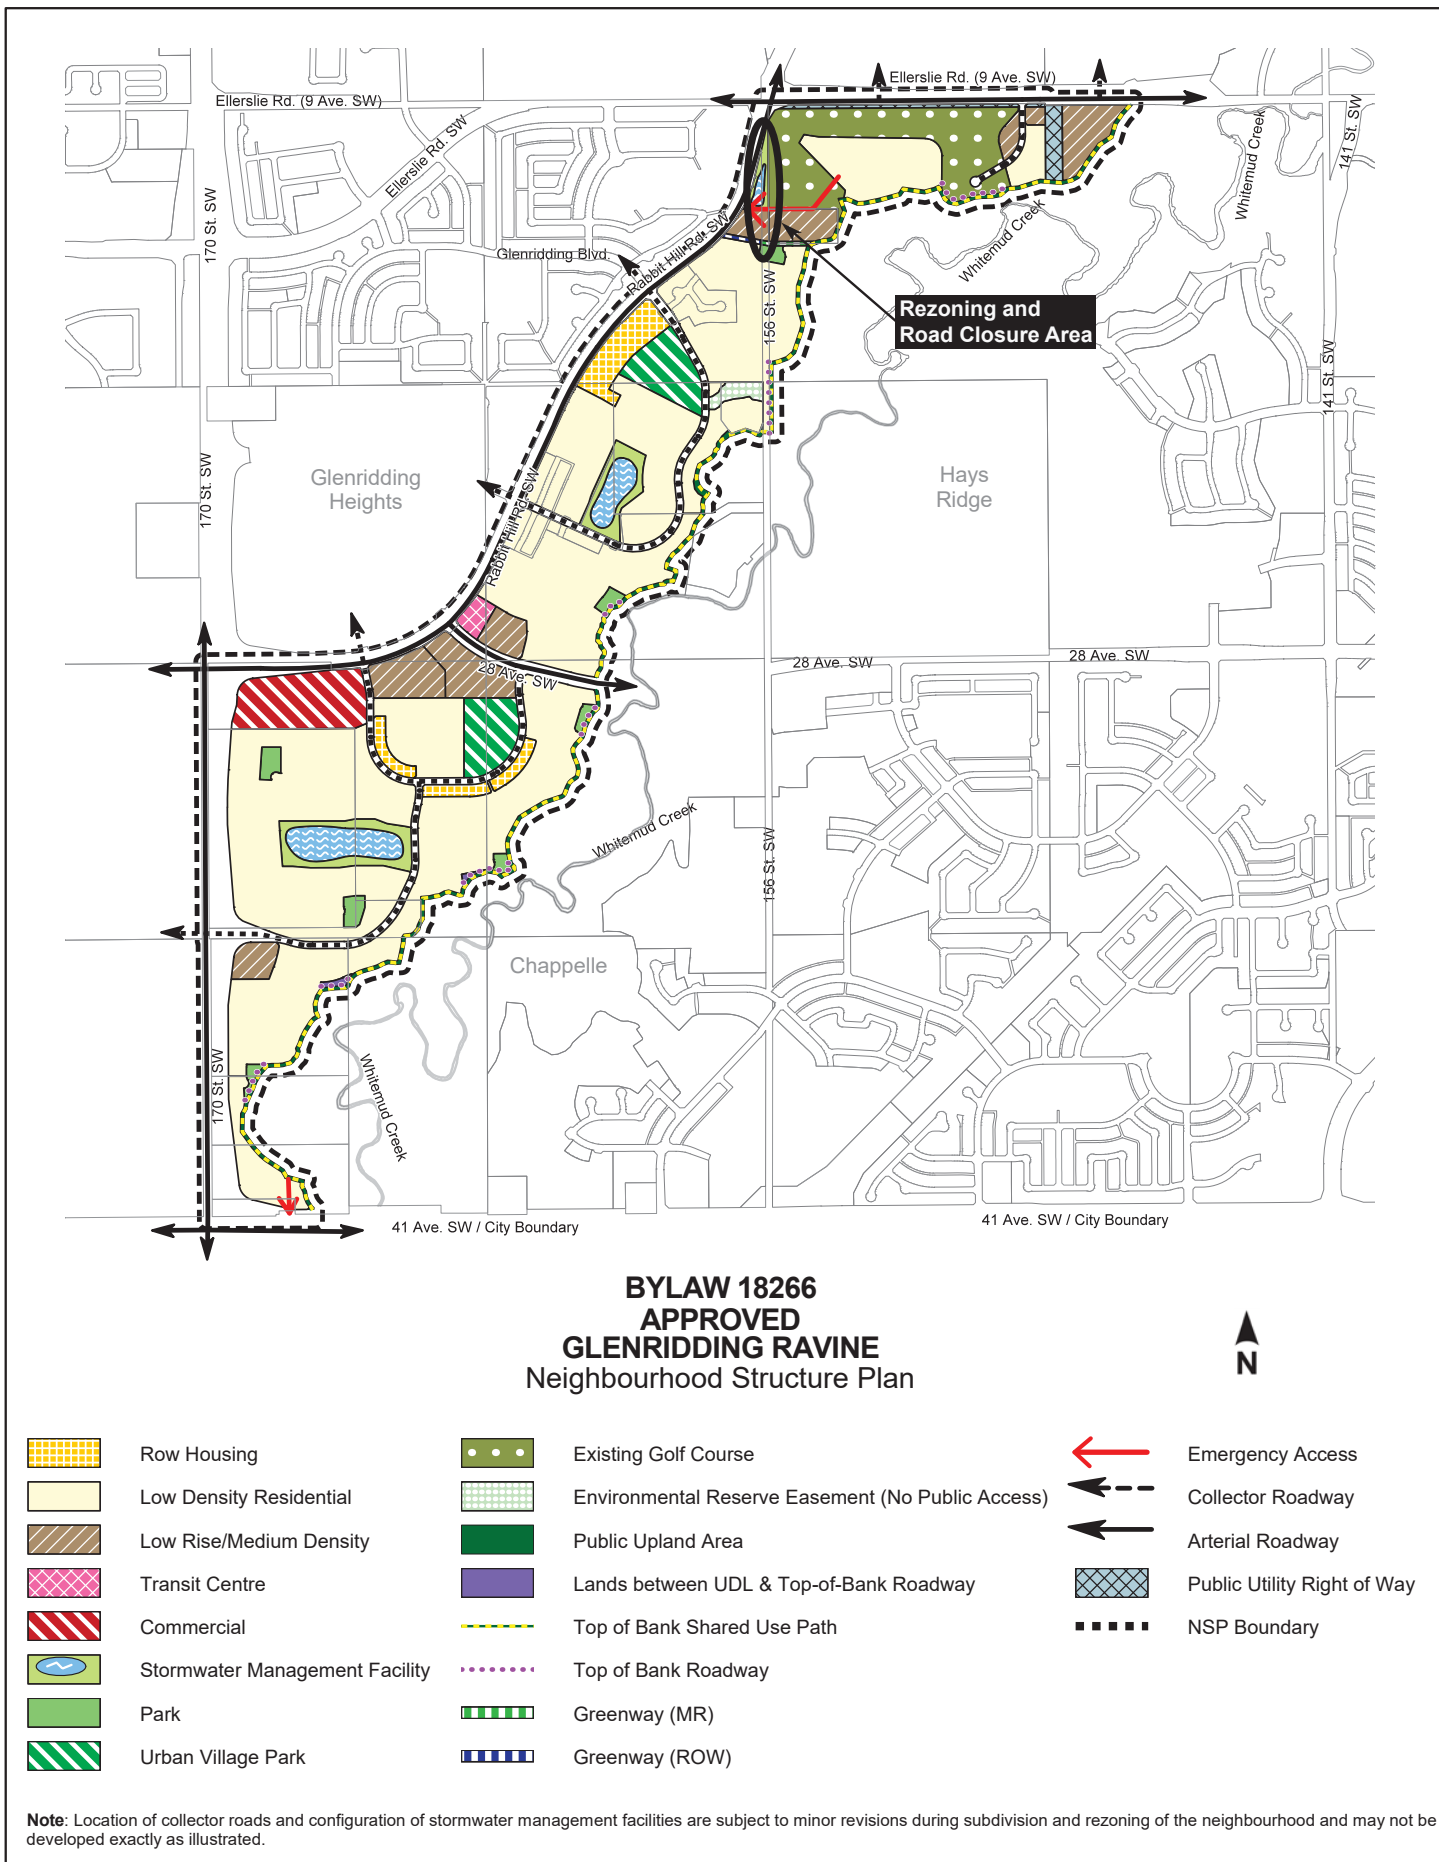 Ellerslie Rd. (9 Ave. SW)
Ellerslie Rd. (9 Ave. SW)
Ellerslie Rd. SW
141 St. SW
Whitemud Creek
170 St. SW
Glenridding Blvd.
Rabbit Hill Rd. SW
Whitemud Creek
156 St. SW
Rezoning and
Road Closure Area
141 St. SW
Glenridding
Heights
170 St. SW
Rabbit Hill Rd. SW
Hays
Ridge
28 Ave. SW
28 Ave. SW
28 Ave. SW
Whitemud Creek
156 St. SW
Chappelle
170 St. SW
Whitemud Creek
41 Ave. SW / City Boundary
41 Ave. SW / City Boundary
BYLAW 18266
APPROVED
GLENRIDDING RAVINE
Neighbourhood Structure Plan
N
Row Housing
Low Density Residential
Low Rise/Medium Density
Transit Centre
Commercial
Stormwater Management Facility
Park
Urban Village Park
Existing Golf Course
Environmental Reserve Easement (No Public Access)
Public Upland Area
Lands between UDL & Top-of-Bank Roadway
Top of Bank Shared Use Path
Top of Bank Roadway
Greenway (MR)
Greenway (ROW)
Emergency Access
Collector Roadway
Arterial Roadway
Public Utility Right of Way
NSP Boundary
Note: Location of collector roads and configuration of stormwater management facilities are subject to minor revisions during subdivision and rezoning of the neighbourhood and may not be
developed exactly as illustrated.